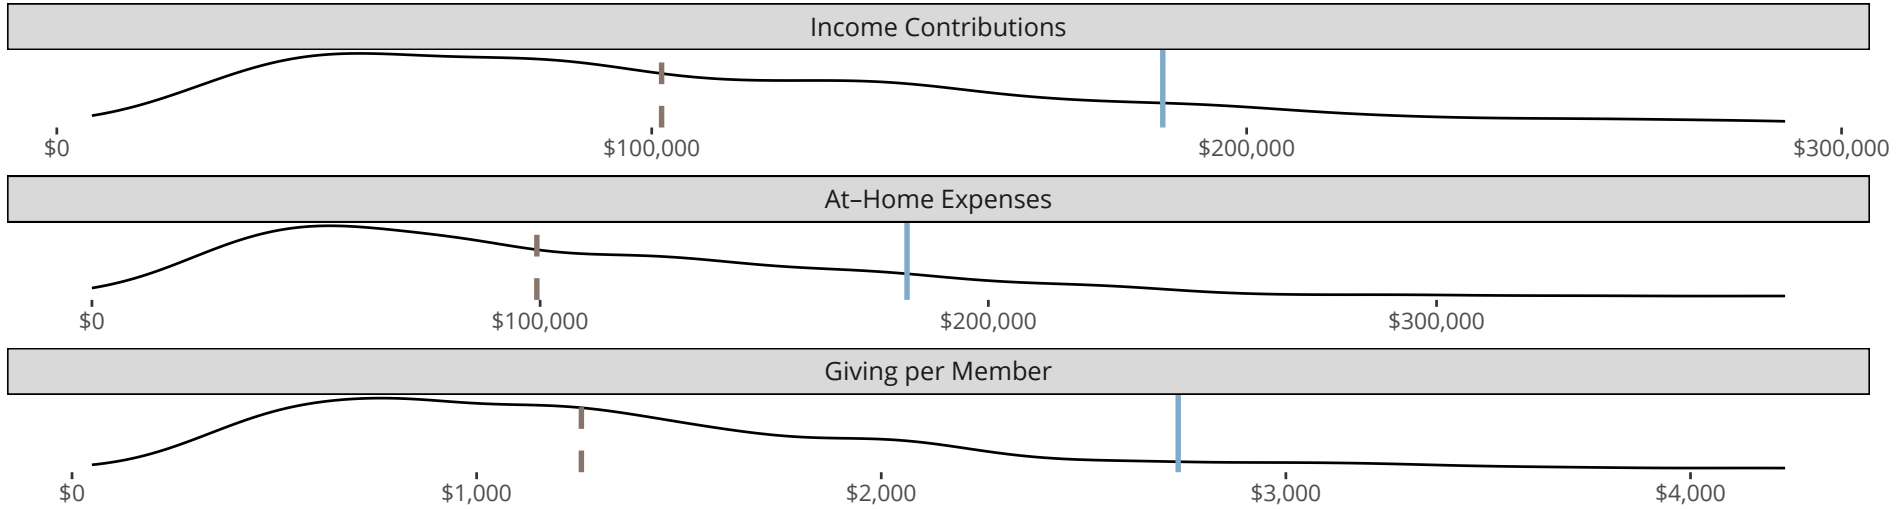 Income Contributions
$0 $100,000 $200,000 $300,000
At–Home Expenses
$0 $100,000 $200,000 $300,000
Giving per Member
$0 $1,000 $2,000 $3,000 $4,000